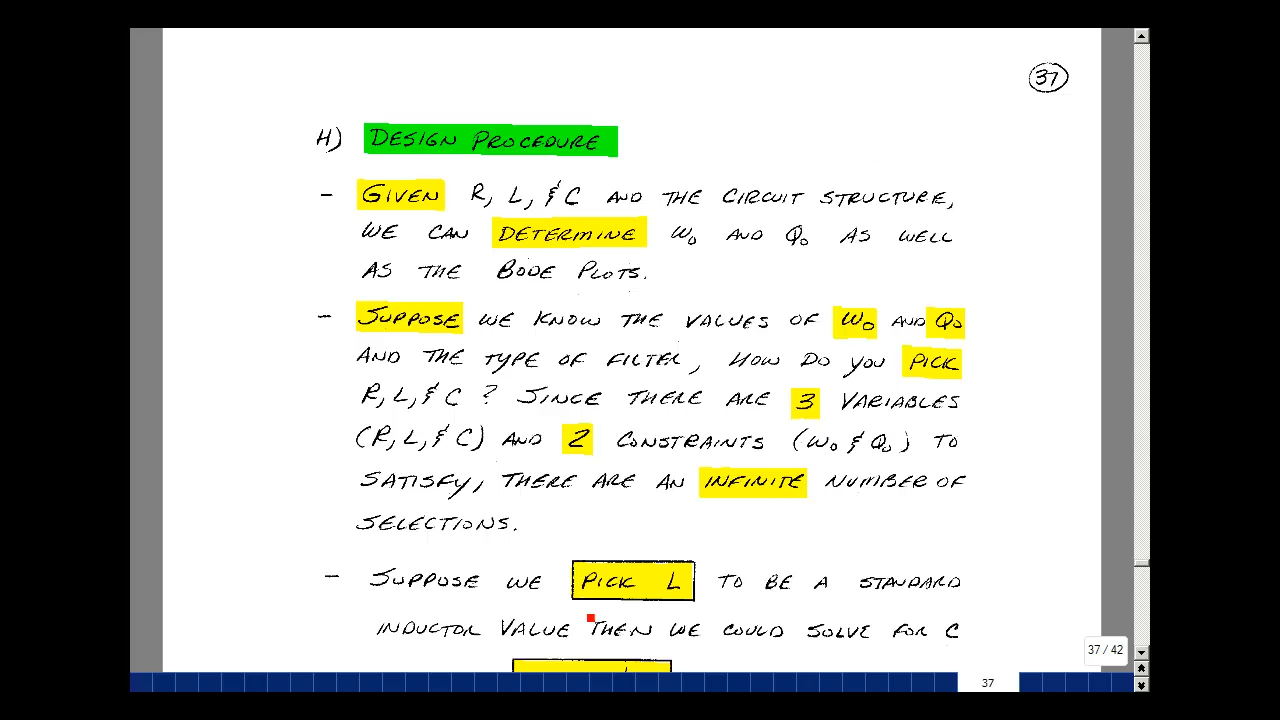 37
H) DESIGN PROCEDURE
- GIVEN R, L, & C AND THE CIRCUIT STRUCTURE,
WE CAN DETERMINE W₀ AND Q₀ AS WELL
AS THE BODE PLOTS.
- SUPPOSE WE KNOW THE VALUES OF W₀ AND Q₀
AND THE TYPE OF FILTER, HOW DO YOU PICK
R, L, & C ? SINCE THERE ARE 3 VARIABLES
(R, L, & C) AND 2 CONSTRAINTS (W₀ & Q₀) TO
SATISFY, THERE ARE AN INFINITE NUMBER OF
SELECTIONS.
- SUPPOSE WE PICK L TO BE A STANDARD
INDUCTOR VALUE THEN WE COULD SOLVE FOR C
37 / 42
37